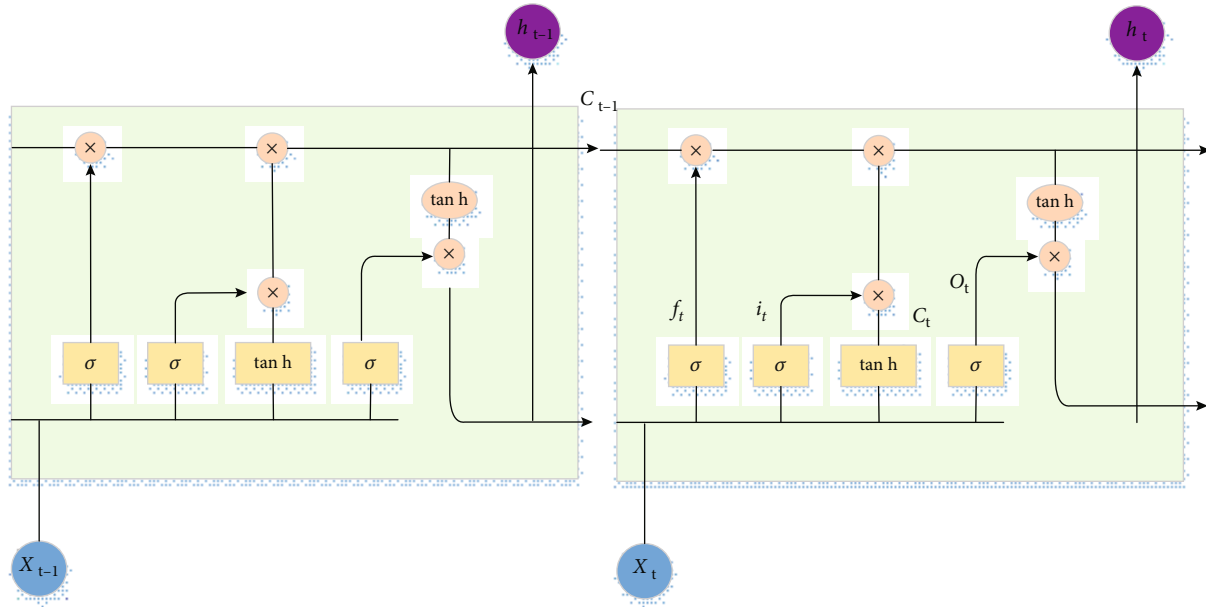 h t–1
h t
C t–1
× × × ×
tan h tan h
× ×
O t
× ×
f t i t C t
σ σ tan h σ σ σ tan h σ
X t–1
X t